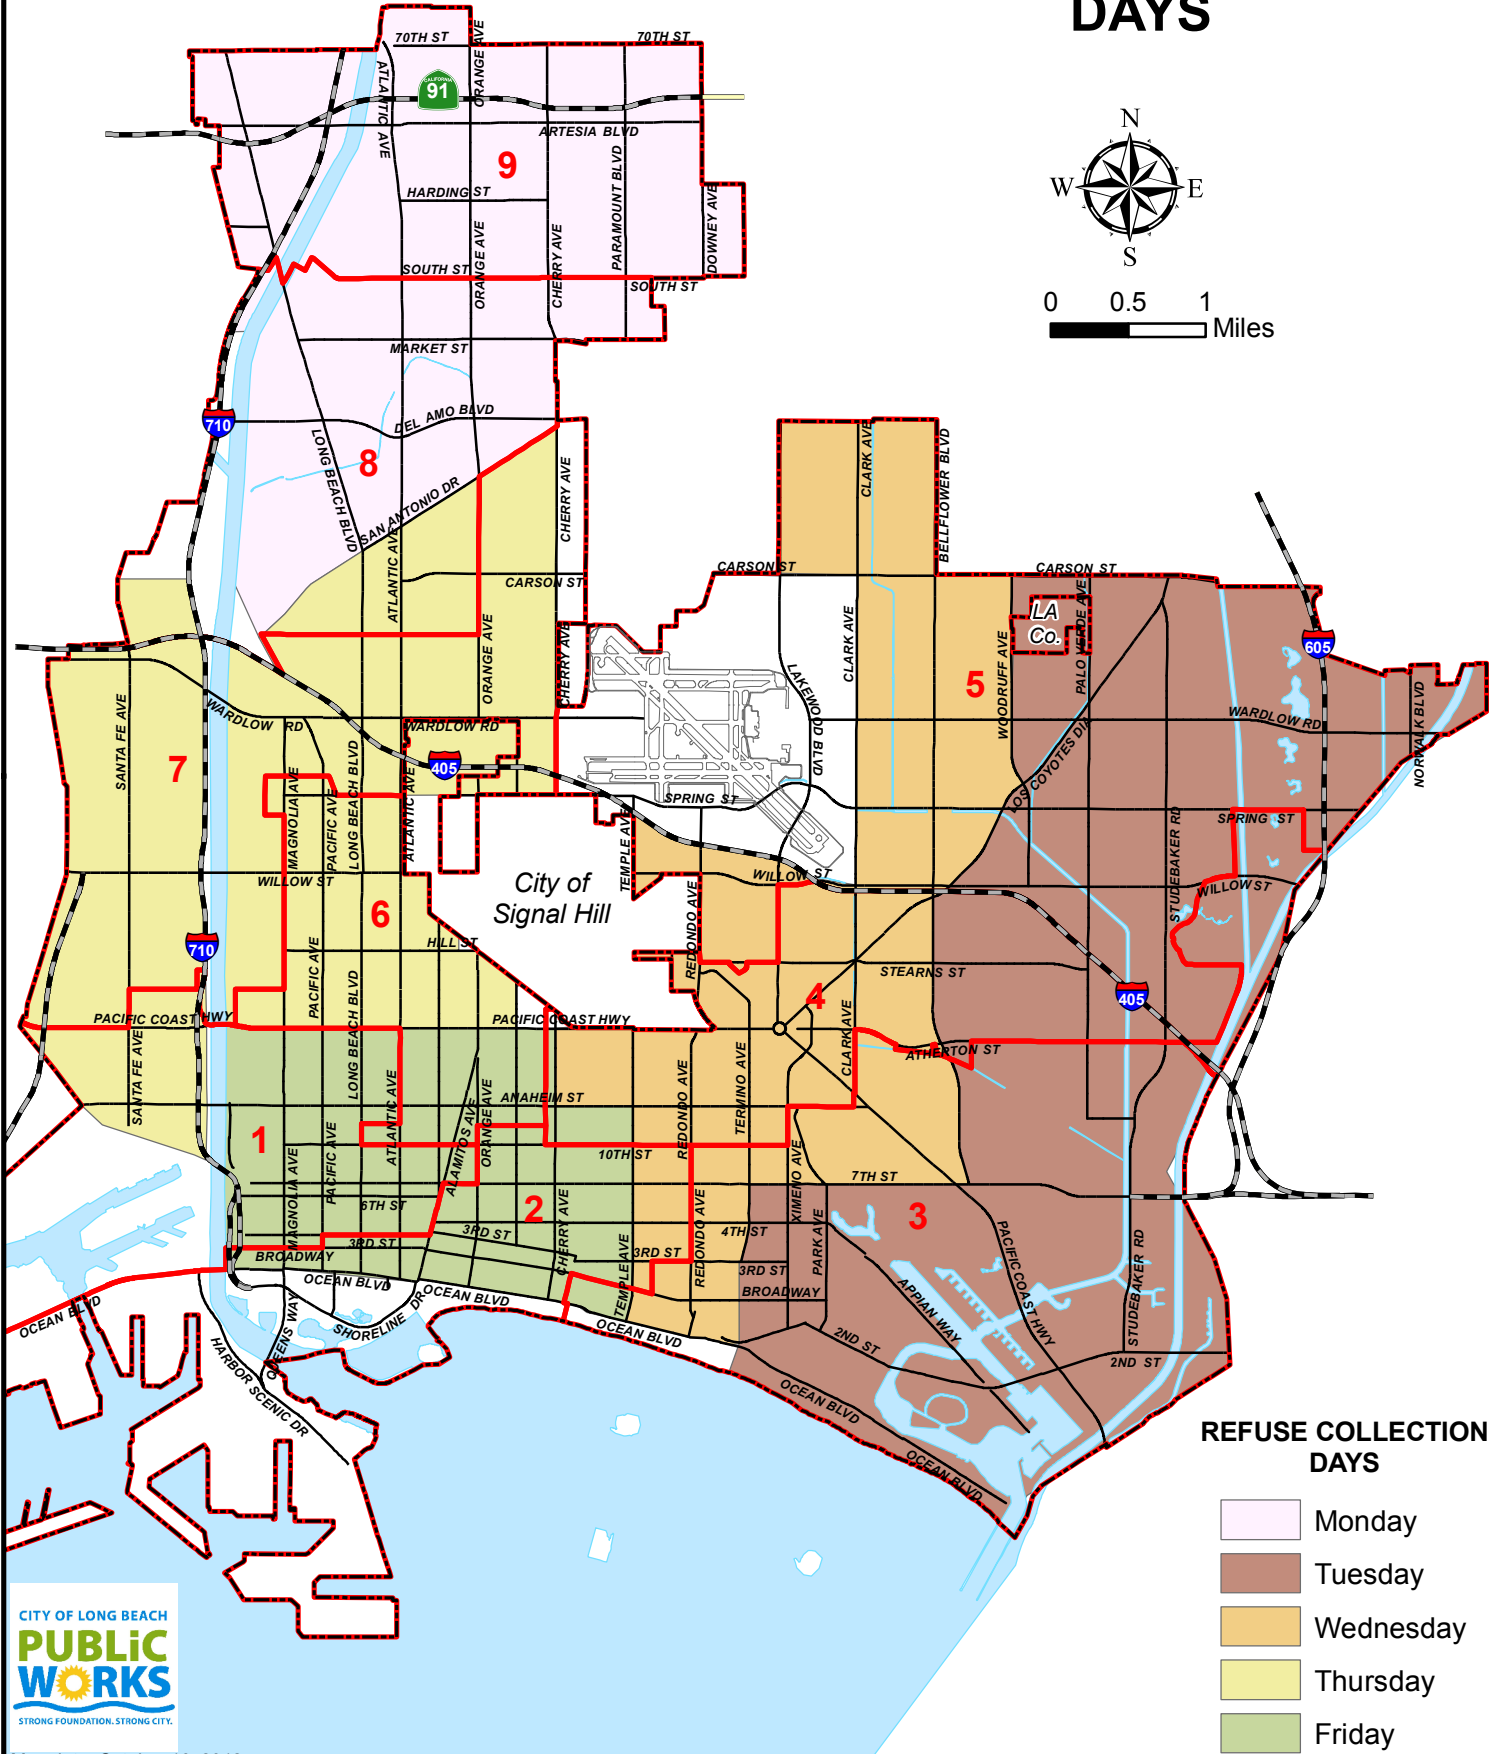 DAYS
70TH ST
ORANGE AVE
70TH ST
ATLANTIC AVE
CALIFORNIA
91
ARTESIA BLVD
9
PARAMOUNT BLVD
HARDING ST
DOWNEY AVE
ORANGE AVE
CHERRY AVE
SOUTH ST
SOUTH ST
N
W
E
S
0 0.5 1
Miles
MARKET ST
710
DEL AMO BLVD
LONG BEACH BLVD
8
SAN ANTONIO DR
ATLANTIC AVE
CHERRY AVE
CLARK AVE
BELLFLOWER BLVD
CARSON ST
CARSON ST
CARSON ST
LA
Co.
PALO VERDE AVE
605
ORANGE AVE
CHERRY AVE
CLARK AVE
WOODRUFF AVE
5
LAKEWOOD BLVD
SANTA FE AVE
WARDLOW RD
WARDLOW RD
WARDLOW RD
NORWALK BLVD
7
405
LONG BEACH BLVD
MAGNOLIA AVE
PACIFIC AVE
ATLANTIC AVE
SPRING ST
LOS COYOTES DIA
SPRING ST
TEMPLE AVE
STUDEBAKER RD
WILLOW ST
WILLOW ST
WILLOW ST
City of
Signal Hill
6
710
HILL ST
REDONDO AVE
STEARNS ST
PACIFIC AVE
LONG BEACH BLVD
4
405
PACIFIC COAST HWY
PACIFIC COAST HWY
CLARK AVE
ATHERTON ST
SANTA FE AVE
ATLANTIC AVE
ORANGE AVE
ALAMITOS AVE
ANAHEIM ST
REDONDO AVE
TERMINO AVE
1
MAGNOLIA AVE
PACIFIC AVE
10TH ST
XIMENO AVE
7TH ST
6TH ST
2
CHERRY AVE
REDONDO AVE
PARK AVE
3
3RD ST
3RD ST
4TH ST
3RD ST
3RD ST
BROADWAY
BROADWAY
PACIFIC COAST HWY
STUDEBAKER RD
APPIAN WAY
TEMPLE AVE
OCEAN BLVD
OCEAN BLVD
OCEAN BLVD
OCEAN BLVD
QUEENS WAY
SHORELINE DR
HARBOR SCENIC DR
2ND ST
2ND ST
OCEAN BLVD
OCEAN BLVD
REFUSE COLLECTION
DAYS
Monday
Tuesday
Wednesday
Thursday
Friday
CITY OF LONG BEACH
PUBLiC
WORKS
STRONG FOUNDATION. STRONG CITY.